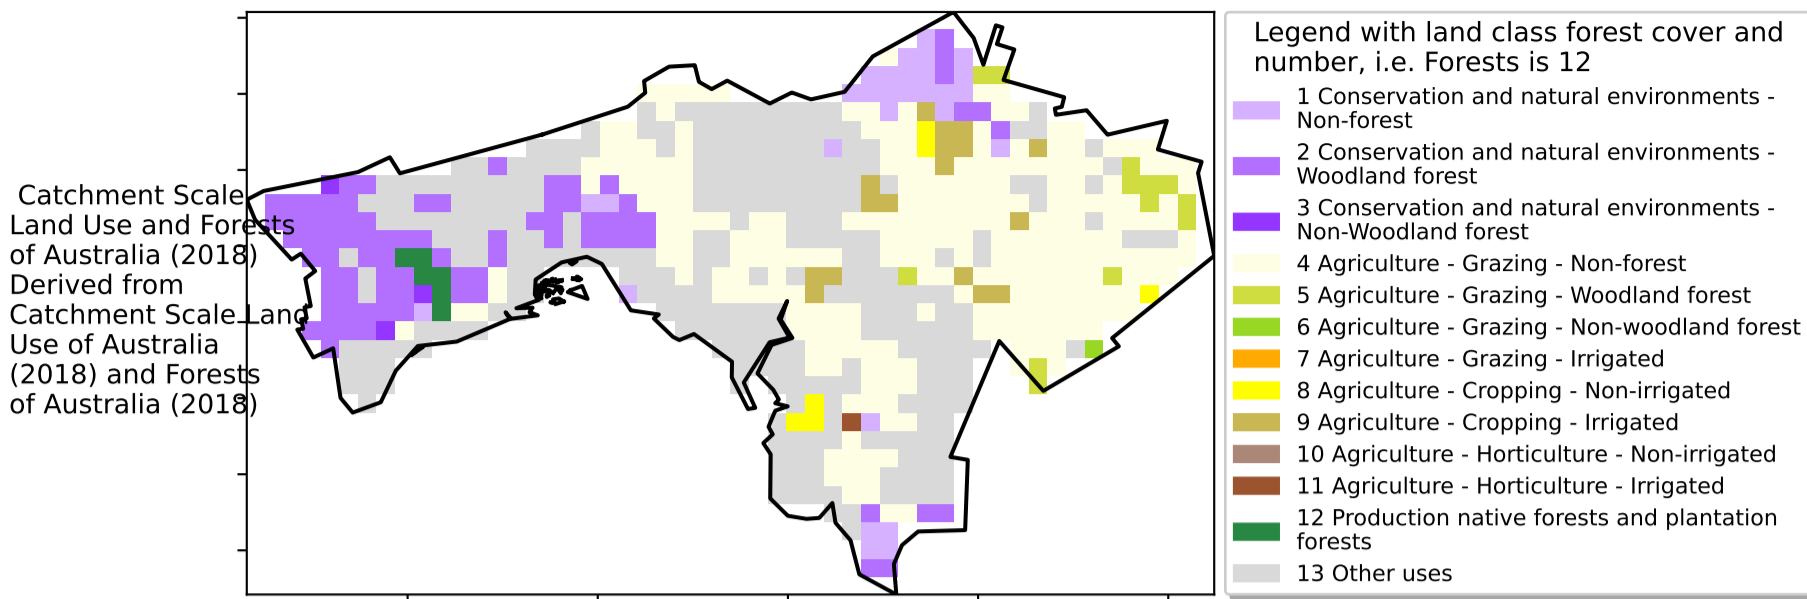 Catchment Scale
Land Use and Forests
of Australia (2018)
Derived from
Catchment Scale Land
Use of Australia
(2018) and Forests
of Australia (2018)
Legend with land class forest cover and
number, i.e. Forests is 12
1 Conservation and natural environments -
Non-forest
2 Conservation and natural environments -
Woodland forest
3 Conservation and natural environments -
Non-Woodland forest
4 Agriculture - Grazing - Non-forest
5 Agriculture - Grazing - Woodland forest
6 Agriculture - Grazing - Non-woodland forest
7 Agriculture - Grazing - Irrigated
8 Agriculture - Cropping - Non-irrigated
9 Agriculture - Cropping - Irrigated
10 Agriculture - Horticulture - Non-irrigated
11 Agriculture - Horticulture - Irrigated
12 Production native forests and plantation
forests
13 Other uses